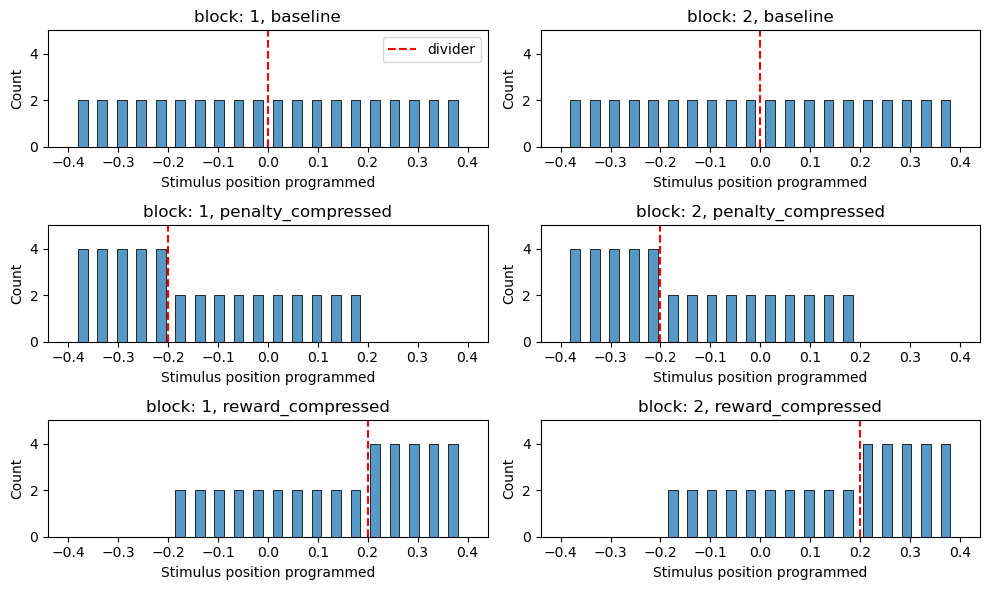 block: 1, baseline
Count
4
2
0
divider
−0.4 −0.3 −0.2 −0.1 0.0 0.1 0.2 0.3 0.4
Stimulus position programmed
block: 2, baseline
Count
4
2
0
−0.4 −0.3 −0.2 −0.1 0.0 0.1 0.2 0.3 0.4
Stimulus position programmed
block: 1, penalty_compressed
Count
4
2
0
−0.4 −0.3 −0.2 −0.1 0.0 0.1 0.2 0.3 0.4
Stimulus position programmed
block: 2, penalty_compressed
Count
4
2
0
−0.4 −0.3 −0.2 −0.1 0.0 0.1 0.2 0.3 0.4
Stimulus position programmed
block: 1, reward_compressed
Count
4
2
0
−0.4 −0.3 −0.2 −0.1 0.0 0.1 0.2 0.3 0.4
Stimulus position programmed
block: 2, reward_compressed
Count
4
2
0
−0.4 −0.3 −0.2 −0.1 0.0 0.1 0.2 0.3 0.4
Stimulus position programmed